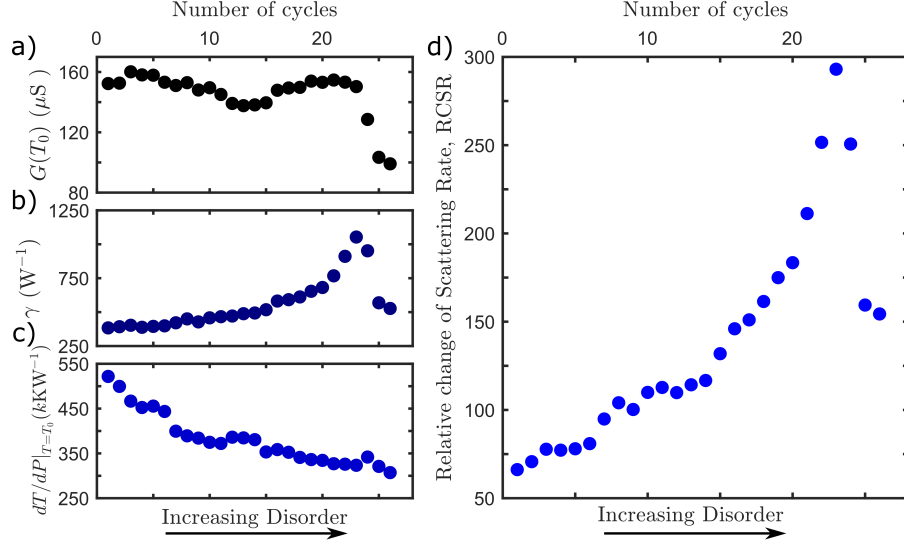 Number of cycles
0 10 20
a)
G(T₀) (μS)
160
120
80
b)
γ (W⁻¹)
1250
750
250
c)
dT/dP|T=T₀(kKW⁻¹)
550
450
350
250
Increasing Disorder
Number of cycles
0 10 20
d)
Relative change of Scattering Rate, RCSR
300
250
200
150
100
50
Increasing Disorder